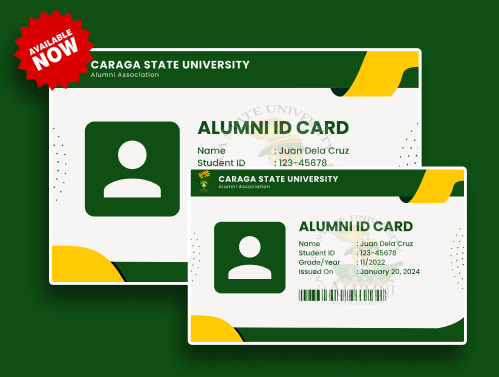 AVAILABLE
NOW
CARAGA STATE UNIVERSITY
Alumni Association
ALUMNI ID CARD
Name : Juan Dela Cruz
Student ID : 123-45678
CARAGA STATE UNIVERSITY
Alumni Association
ALUMNI ID CARD
Name : Juan Dela Cruz
Student ID : 123-45678
Grade/Year : 11/2022
Issued On : January 20, 2024